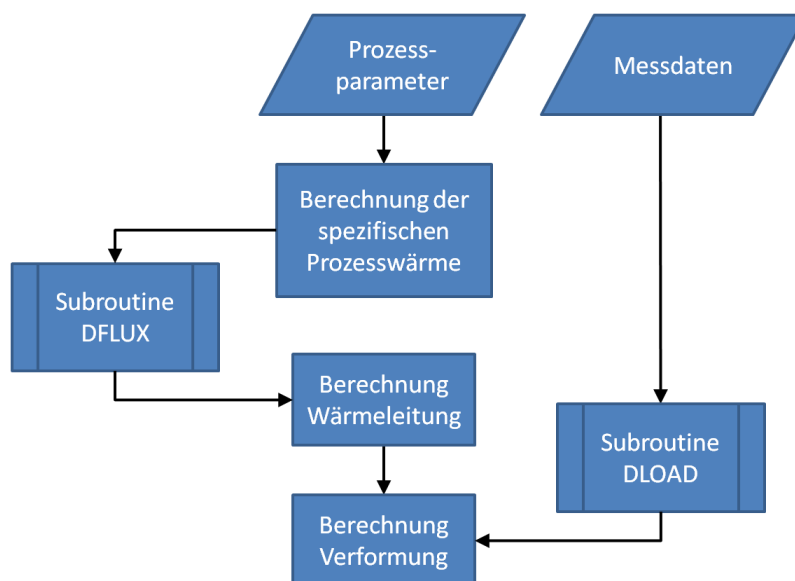 Prozess-
parameter
Messdaten
Berechnung der
spezifischen
Prozesswärme
Subroutine
DFLUX
Berechnung
Wärmeleitung
Subroutine
DLOAD
Berechnung
Verformung